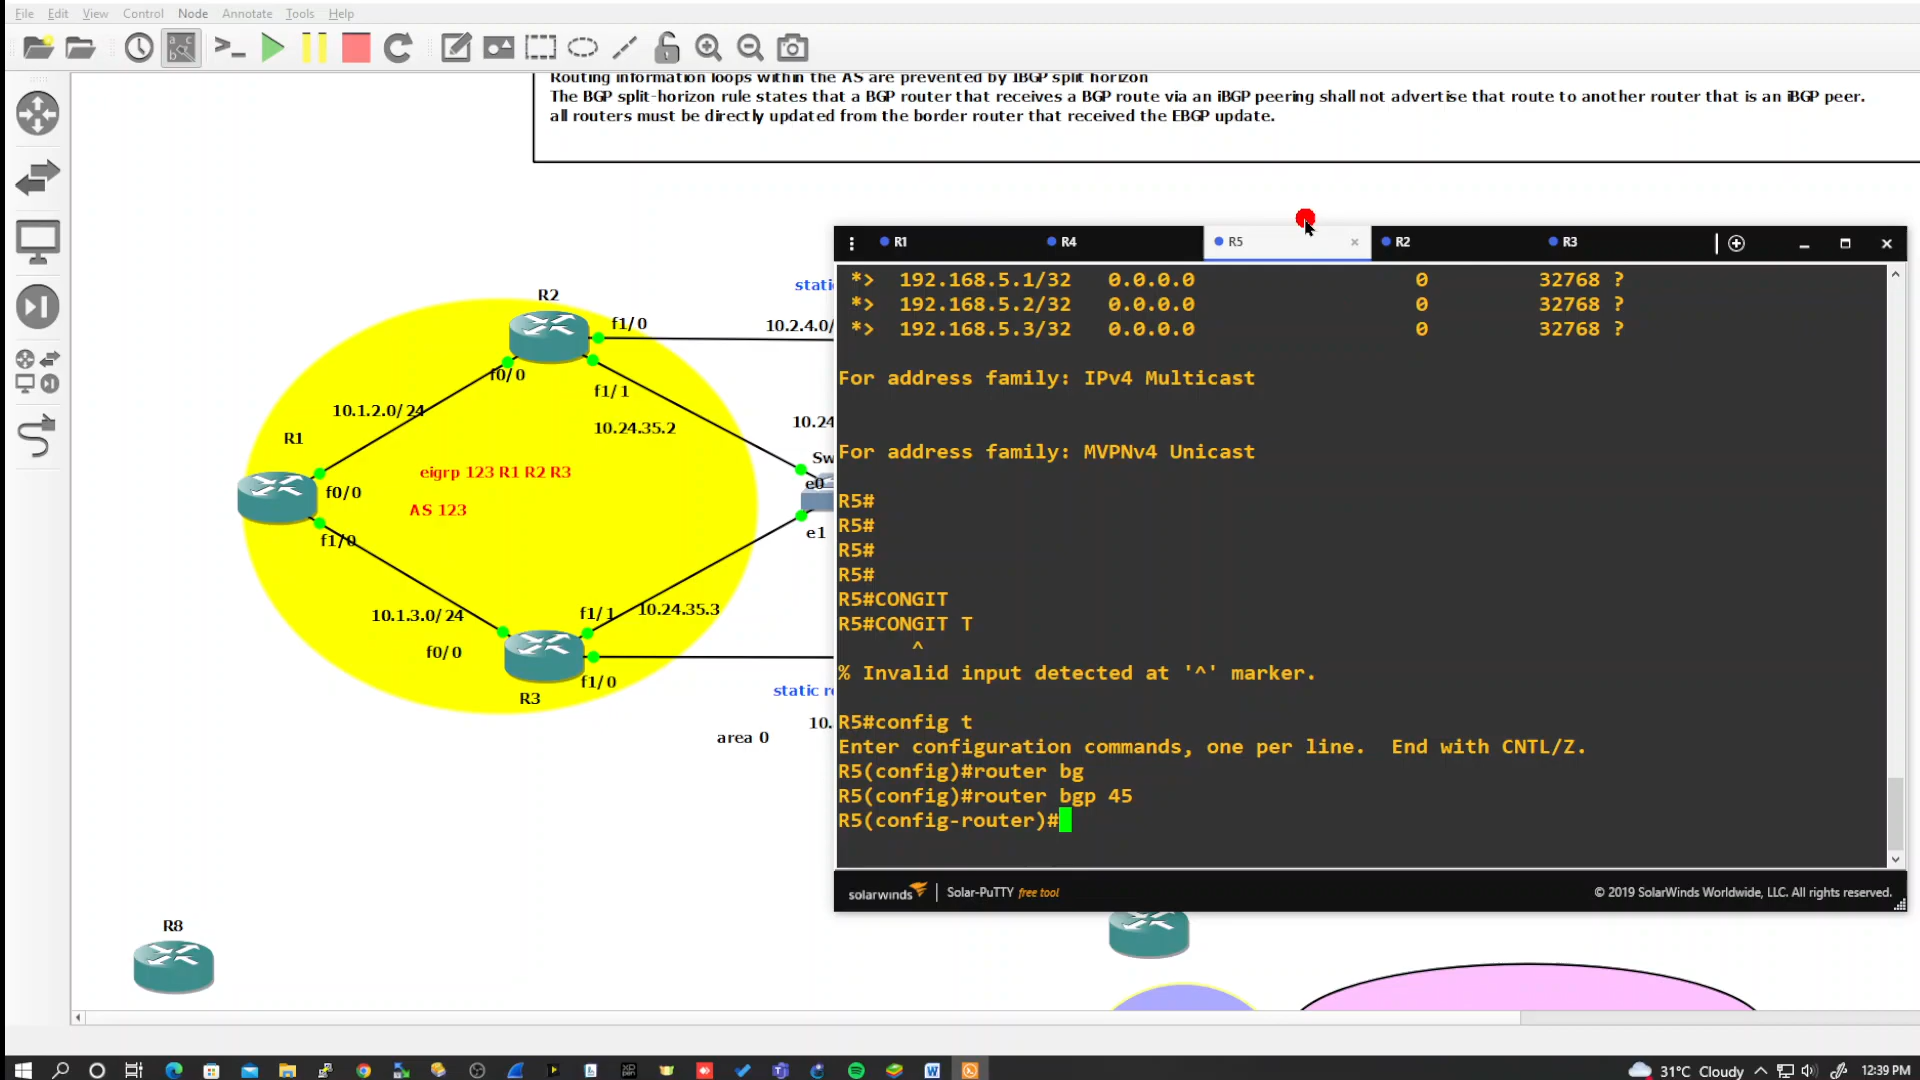 File Edit View Control Node Annotate Tools Help
Routing information loops within the AS are prevented by IBGP split horizon
The BGP split-horizon rule states that a BGP router that receives a BGP route via an iBGP peering shall not advertise that route to another router that is an iBGP peer.
all routers must be directly updated from the border router that received the EBGP update.
R1 R4 R5 × R2 R3
*> 192.168.5.1/32 0.0.0.0 0 32768 ?
*> 192.168.5.2/32 0.0.0.0 0 32768 ?
*> 192.168.5.3/32 0.0.0.0 0 32768 ?
For address family: IPv4 Multicast
For address family: MVPNv4 Unicast
R5#
R5#
R5#
R5#
R5#CONGIT
R5#CONGIT T
^
% Invalid input detected at '^' marker.
R5#config t
Enter configuration commands, one per line. End with CNTL/Z.
R5(config)#router bg
R5(config)#router bgp 45
R5(config-router)#
solarwinds | Solar-PuTTY free tool
© 2019 SolarWinds Worldwide, LLC. All rights reserved.
R2
f1/0
stati
10.2.4.0/
f0/0
f1/1
10.1.2.0/24
10.24.35.2
10.24
R1
Sw
eigrp 123 R1 R2 R3
e0
f0/0
AS 123
e1
f1/0
10.1.3.0/24
f1/1
10.24.35.3
f0/0
f1/0
static r
R3
10.
area 0
R8
31°C Cloudy
12:39 PM